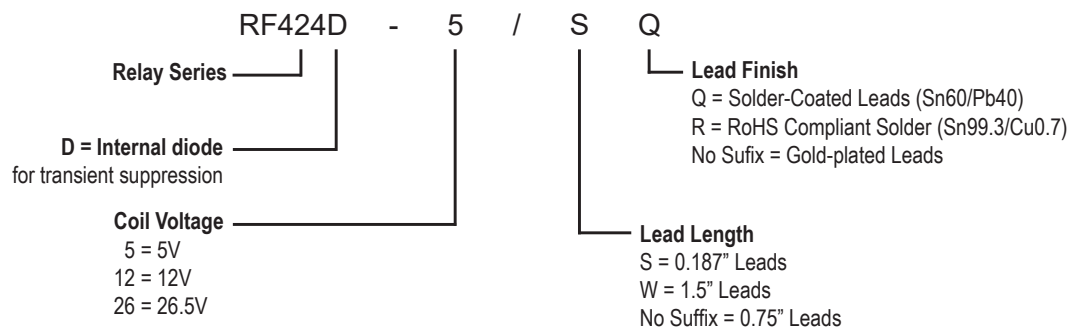 RF424D - 5 / S Q
Relay Series
D = Internal diode
for transient suppression
Coil Voltage
5 = 5V
12 = 12V
26 = 26.5V
Lead Finish
Q = Solder-Coated Leads (Sn60/Pb40)
R = RoHS Compliant Solder (Sn99.3/Cu0.7)
No Sufix = Gold-plated Leads
Lead Length
S = 0.187” Leads
W = 1.5” Leads
No Suffix = 0.75” Leads